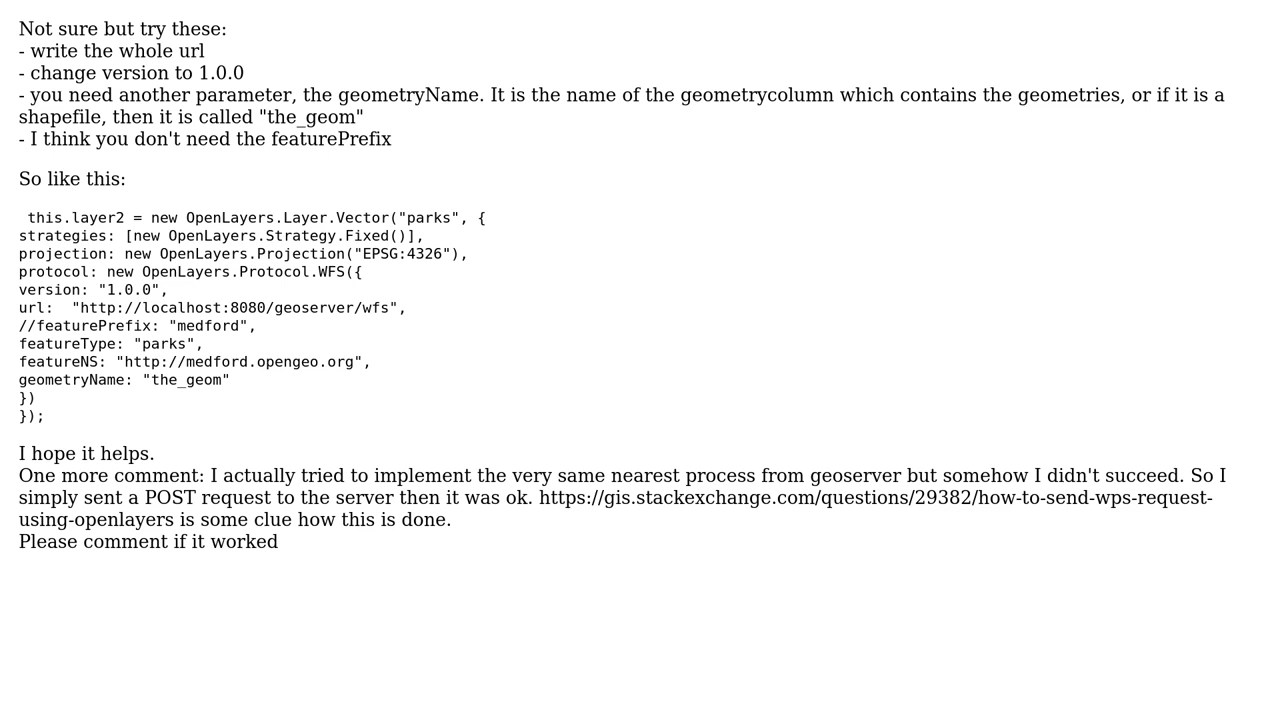 Not sure but try these:
- write the whole url
- change version to 1.0.0
- you need another parameter, the geometryName. It is the name of the geometrycolumn which contains the geometries, or if it is a
shapefile, then it is called "the_geom"
- I think you don't need the featurePrefix
So like this:
this.layer2 = new OpenLayers.Layer.Vector("parks", {
strategies: [new OpenLayers.Strategy.Fixed()],
projection: new OpenLayers.Projection("EPSG:4326"),
protocol: new OpenLayers.Protocol.WFS({
version: "1.0.0",
url:  "http://localhost:8080/geoserver/wfs",
//featurePrefix: "medford",
featureType: "parks",
featureNS: "http://medford.opengeo.org",
geometryName: "the_geom"
})
});
I hope it helps.
One more comment: I actually tried to implement the very same nearest process from geoserver but somehow I didn't succeed. So I
simply sent a POST request to the server then it was ok. https://gis.stackexchange.com/questions/29382/how-to-send-wps-request-
using-openlayers is some clue how this is done.
Please comment if it worked